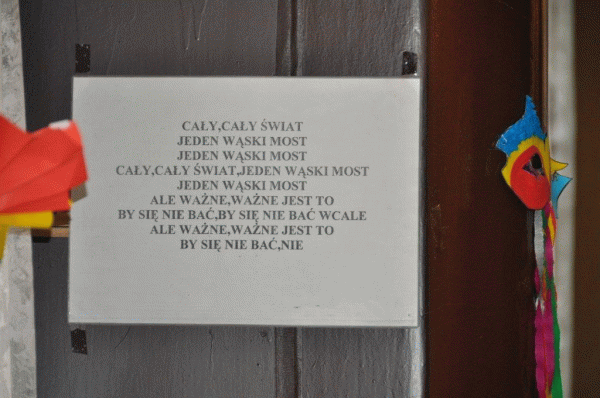 CAŁY,CAŁY ŚWIAT
JEDEN WĄSKI MOST
JEDEN WĄSKI MOST
CAŁY,CAŁY ŚWIAT,JEDEN WĄSKI MOST
JEDEN WĄSKI MOST
ALE WAŻNE,WAŻNE JEST TO
BY SIĘ NIE BAĆ,BY SIĘ NIE BAĆ WCALE
ALE WAŻNE,WAŻNE JEST TO
BY SIĘ NIE BAĆ,NIE